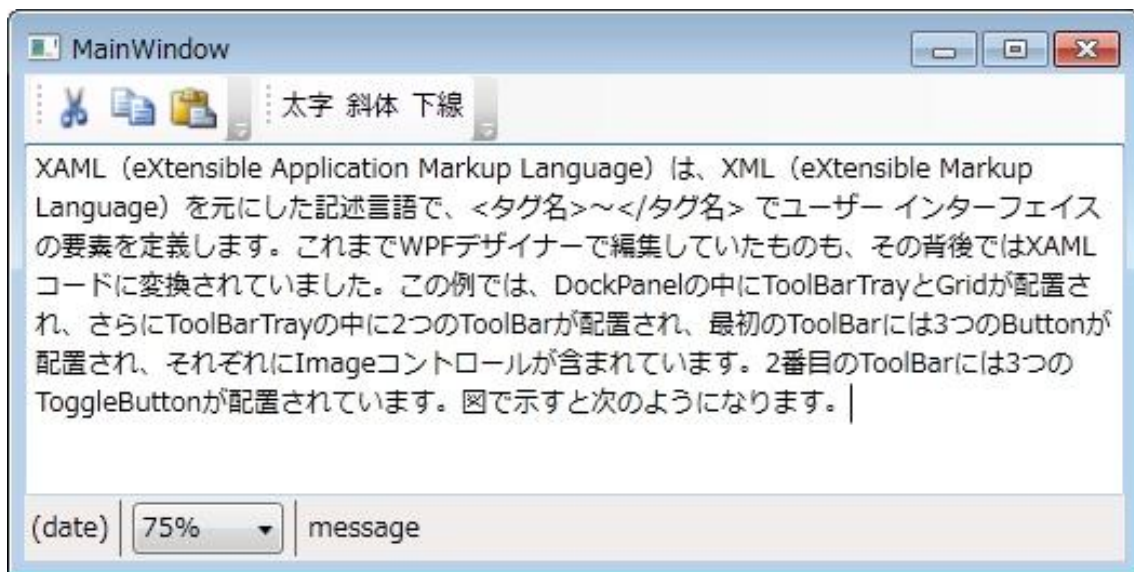 MainWindow
太字 斜体 下線
XAML（eXtensible Application Markup Language）は、XML（eXtensible Markup
Language）を元にした記述言語で、<タグ名>～</タグ名> でユーザー インターフェイス
の要素を定義します。これまでWPFデザイナーで編集していたものも、その背後ではXAML
コードに変換されていました。この例では、DockPanelの中にToolBarTrayとGridが配置さ
れ、さらにToolBarTrayの中に2つのToolBarが配置され、最初のToolBarには3つのButtonが
配置され、それぞれにImageコントロールが含まれています。2番目のToolBarには3つの
ToggleButtonが配置されています。図で示すと次のようになります。
(date) 75% message